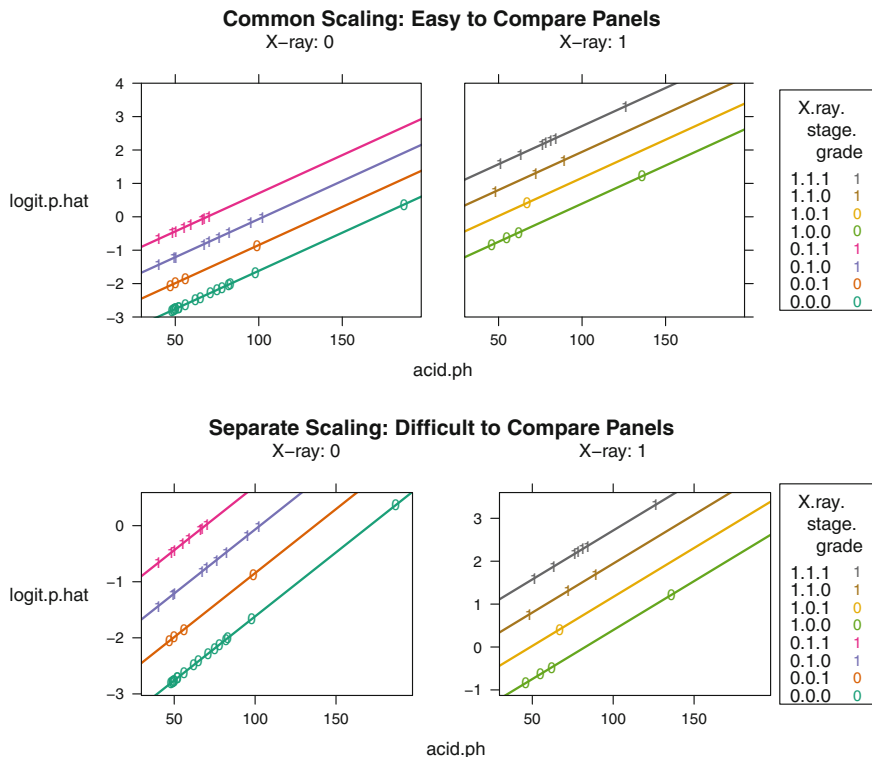 Common Scaling: Easy to Compare Panels
X−ray: 0 X−ray: 1
4
3
2
1
0
−1
−2
−3
logit.p.hat
50 100 150 50 100 150
acid.ph
X.ray.
stage.
grade
1.1.1 1
1.1.0 1
1.0.1 0
1.0.0 0
0.1.1 1
0.1.0 1
0.0.1 0
0.0.0 0
Separate Scaling: Difficult to Compare Panels
X−ray: 0 X−ray: 1
0
−1
−2
−3
logit.p.hat
50 100 150
3
2
1
0
−1
50 100 150
acid.ph
X.ray.
stage.
grade
1.1.1 1
1.1.0 1
1.0.1 0
1.0.0 0
0.1.1 1
0.1.0 1
0.0.1 0
0.0.0 0